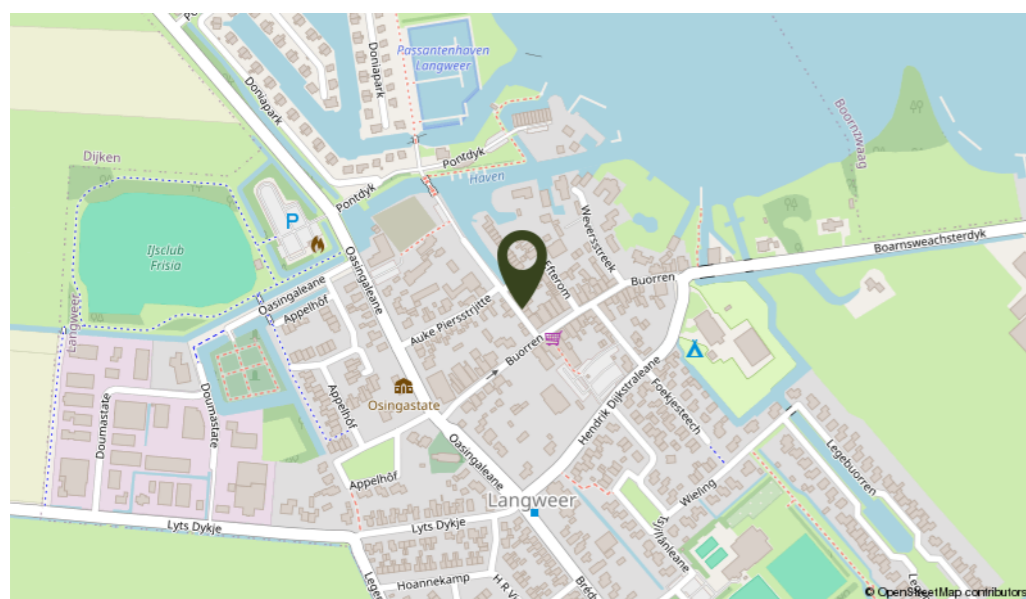 Passantenhaven
Langweer
Doniapark
Doniapark
Pontdyk
Boornzwaag
Dijken
Haven
Pontdyk
Weversstreek
P
Boarnsweachsterdyk
IJsclub
Frisia
Efterom
Buorren
Oasingaleane
Oasingaleane
Appelhôf
Auke Piersstrjitte
Langweer
Buorren
Hendrik Dijkstraleane
Foekjesteech
Osingastate
Appelhôf
Doumastate
Doumastate
Oasingaleane
Legebuorren
Appelhôf
Wieling
Langweer
Lyts Dykje
Lyts Dykje
Hoannekamp
© OpenStreetMap contributors